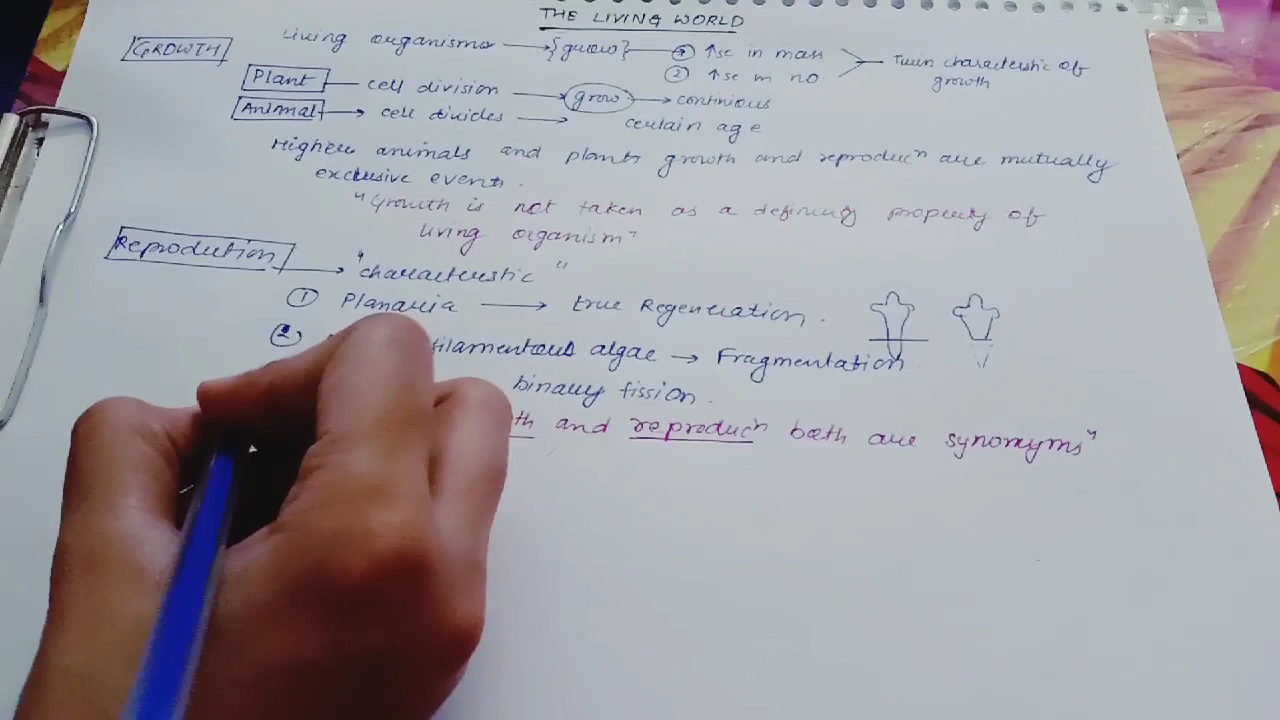 THE LIVING WORLD
GROWTH
Living organisms → {grow} → ① ↑se in mass
② ↑se in no
Twin characteristic of growth
Plant — cell division → grow → continious
Animal → cell divides → certain age
Higher animals and plants growth and reproducⁿ are mutually
exclusive events.
"Growth is not taken as a defining property of
living organism"
Reprodution → "characteristic"
① Planaria → true Regeneration.
② filamentous algae → Fragmentation
binary fission.
and reproducⁿ both are synonyms"